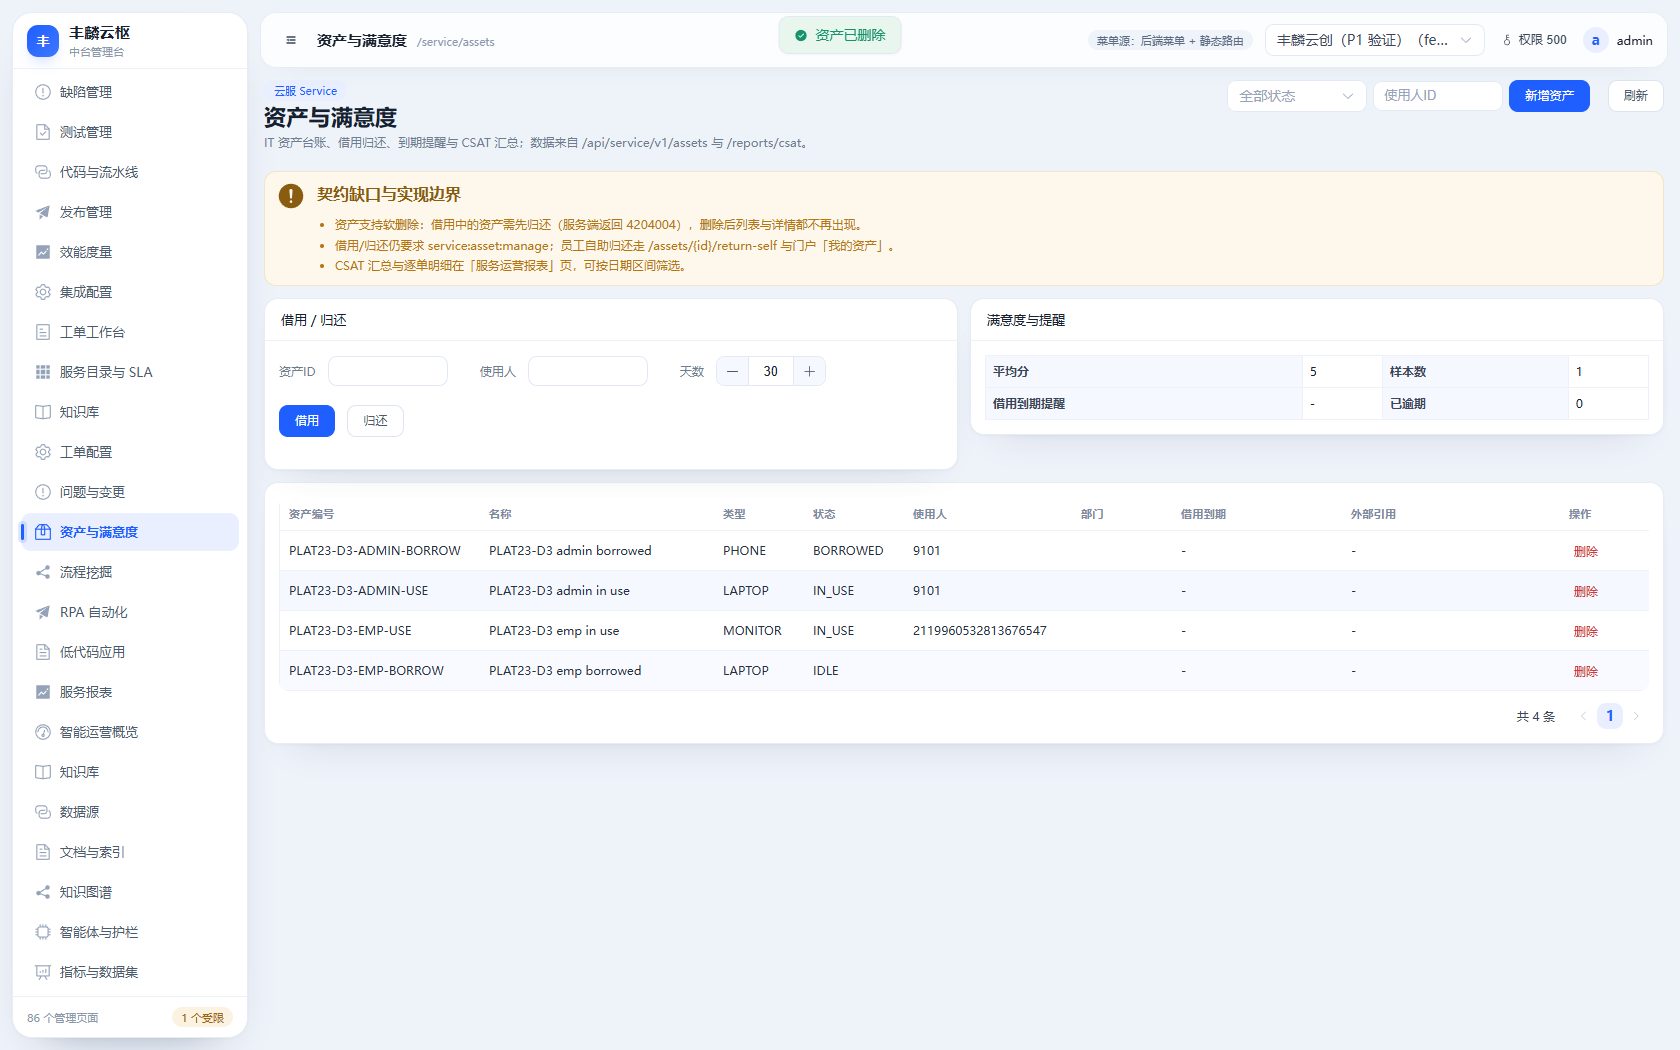 丰
丰麟云枢
中台管理台
缺陷管理
测试管理
代码与流水线
发布管理
效能度量
集成配置
工单工作台
服务目录与 SLA
知识库
工单配置
问题与变更
资产与满意度
流程挖掘
RPA 自动化
低代码应用
服务报表
智能运营概览
知识库
数据源
文档与索引
知识图谱
智能体与护栏
指标与数据集
86 个管理页面
1 个受限
资产与满意度 /service/assets
资产已删除
菜单源：后端菜单 + 静态路由
丰麟云创（P1 验证）（fe...
权限 500
a admin
云服 Service
资产与满意度
IT 资产台账、借用归还、到期提醒与 CSAT 汇总；数据来自 /api/service/v1/assets 与 /reports/csat。
全部状态
使用人ID
新增资产
刷新
契约缺口与实现边界
• 资产支持软删除：借用中的资产需先归还（服务端返回 4204004），删除后列表与详情都不再出现。
• 借用/归还仍要求 service:asset:manage；员工自助归还走 /assets/{id}/return-self 与门户「我的资产」。
• CSAT 汇总与逐单明细在「服务运营报表」页，可按日期区间筛选。
借用 / 归还
资产ID
使用人
天数 — 30 +
借用
归还
满意度与提醒
平均分 5 样本数 1
借用到期提醒 - 已逾期 0
资产编号 名称 类型 状态 使用人 部门 借用到期 外部引用 操作
PLAT23-D3-ADMIN-BORROW PLAT23-D3 admin borrowed PHONE BORROWED 9101 - - 删除
PLAT23-D3-ADMIN-USE PLAT23-D3 admin in use LAPTOP IN_USE 9101 - - 删除
PLAT23-D3-EMP-USE PLAT23-D3 emp in use MONITOR IN_USE 2119960532813676547 - - 删除
PLAT23-D3-EMP-BORROW PLAT23-D3 emp borrowed LAPTOP IDLE - - 删除
共 4 条 1